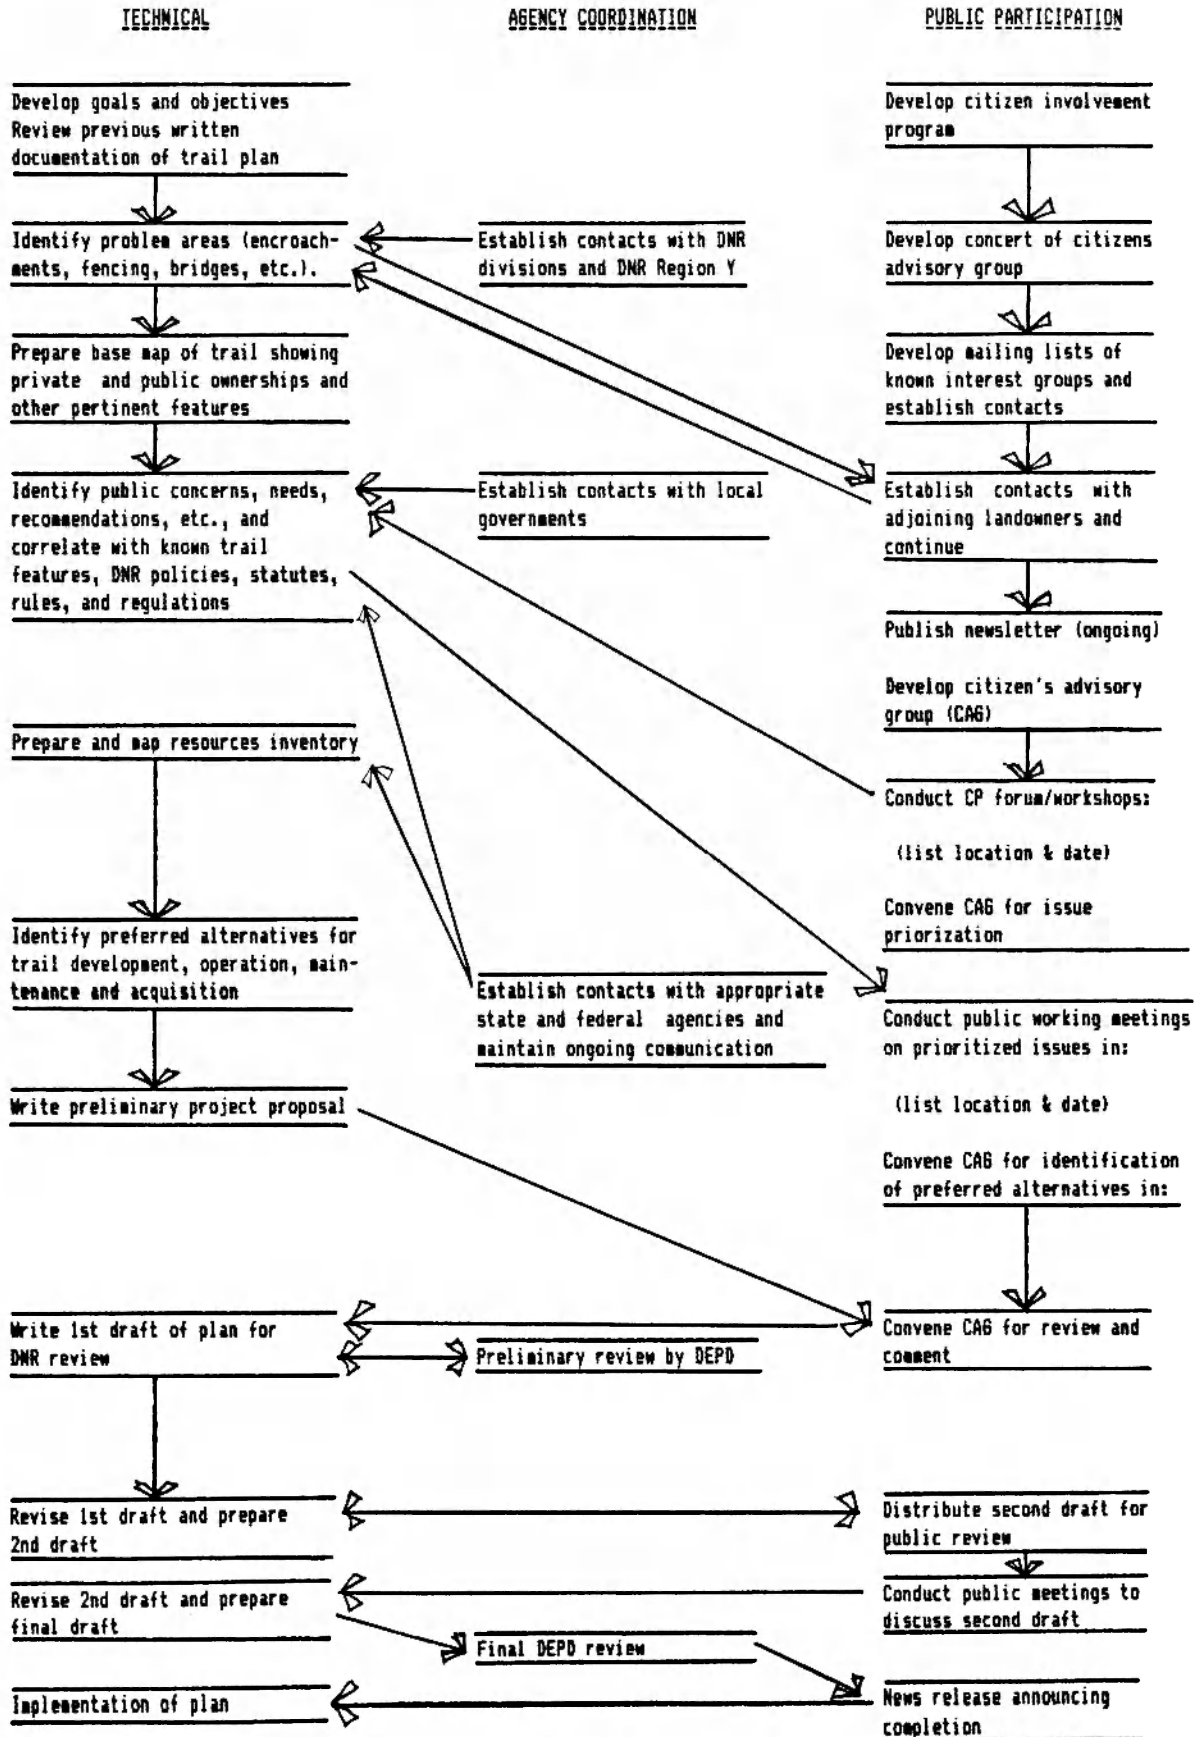 TECHNICAL
AGENCY COORDINATION
PUBLIC PARTICIPATION
Develop goals and objectives
Review previous written
documentation of trail plan
Identify problem areas (encroach-
ments, fencing, bridges, etc.).
Prepare base map of trail showing
private and public ownerships and
other pertinent features
Identify public concerns, needs,
recommendations, etc., and
correlate with known trail
features, DNR policies, statutes,
rules, and regulations
Prepare and map resources inventory
Identify preferred alternatives for
trail development, operation, main-
tenance and acquisition
Write preliminary project proposal
Write 1st draft of plan for
DNR review
Revise 1st draft and prepare
2nd draft
Revise 2nd draft and prepare
final draft
Implementation of plan
Establish contacts with DNR
divisions and DNR Region V
Establish contacts with local
governments
Establish contacts with appropriate
state and federal agencies and
maintain ongoing communication
Preliminary review by DEPD
Final DEPD review
Develop citizen involvement
program
Develop concert of citizens
advisory group
Develop mailing lists of
known interest groups and
establish contacts
Establish contacts with
adjoining landowners and
continue
Publish newsletter (ongoing)
Develop citizen's advisory
group (CAG)
Conduct CP forum/workshops:
(list location & date)
Convene CAG for issue
priorization
Conduct public working meetings
on prioritized issues in:
(list location & date)
Convene CAG for identification
of preferred alternatives in:
Convene CAG for review and
comment
Distribute second draft for
public review
Conduct public meetings to
discuss second draft
News release announcing
completion